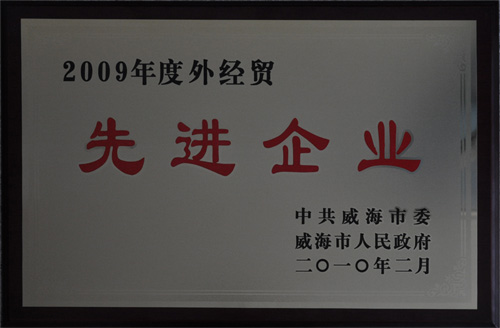 2009年度外经贸
先进企业
中共威海市委
威海市人民政府
二〇一〇年二月